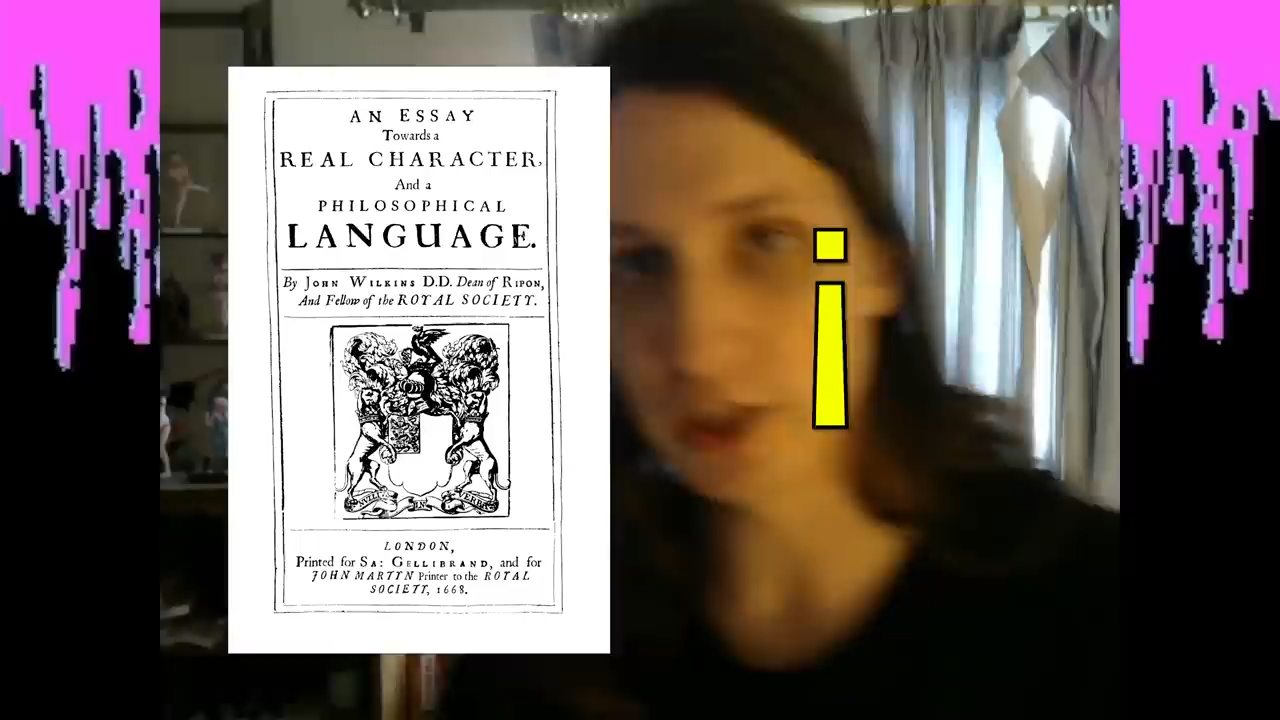 AN ESSAY
Towards a
REAL CHARACTER,
And a
PHILOSOPHICAL
LANGUAGE.
By JOHN WILKINS D.D. Dean of RIPON,
And Fellow of the ROYAL SOCIETY.
LONDON,
Printed for SA: GELLIBRAND, and for
JOHN MARTYN Printer to the ROYAL
SOCIETY, 1668.
¡